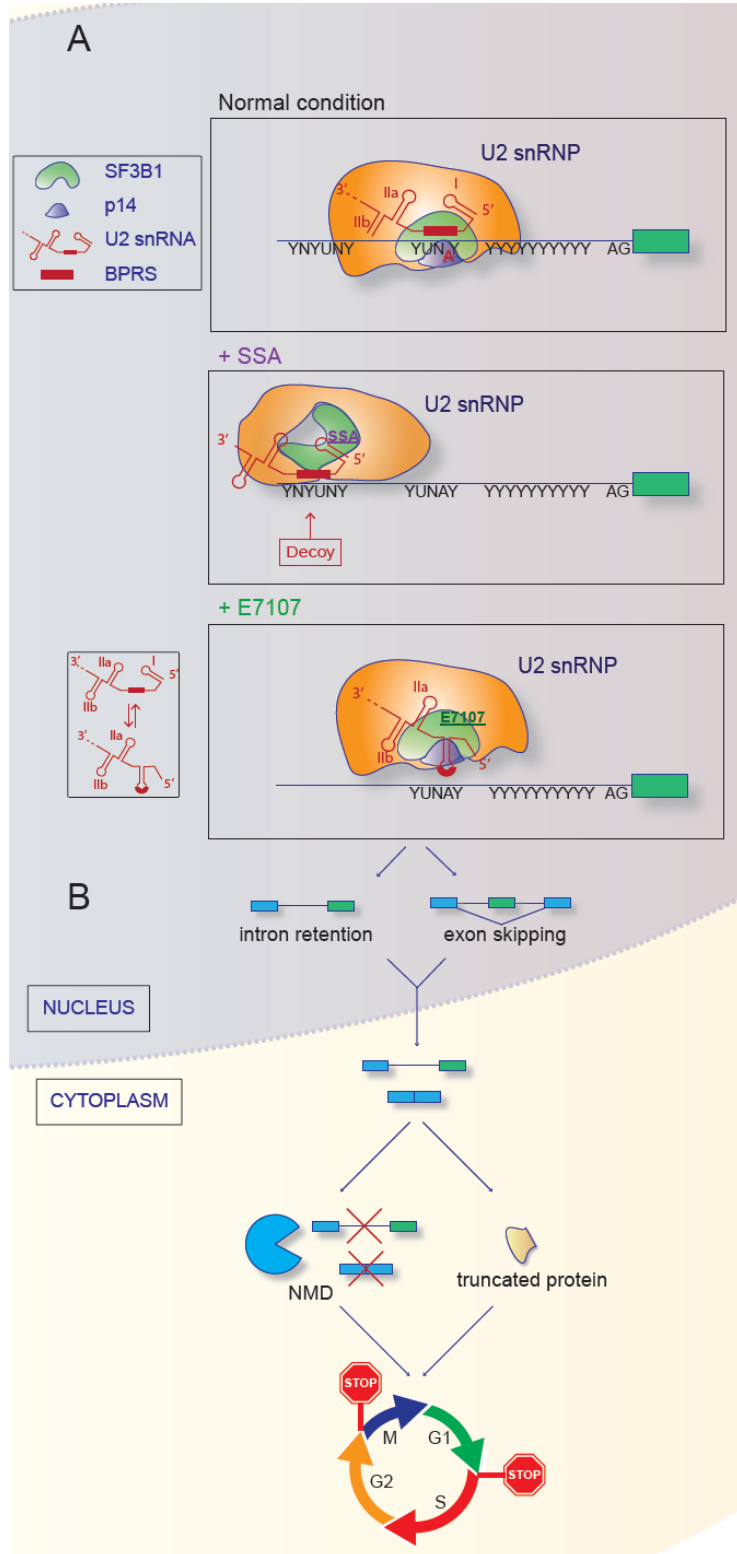 A
Normal condition
SF3B1
p14
U2 snRNA
BPRS
U2 snRNP
3′
IIa
I
IIb
5′
YNYUNY YUN Y YYYYYYYYYY AG
A
+ SSA
U2 snRNP
SSA
3′
5′
YNYUNY YUNAY YYYYYYYYYY AG
Decoy
+ E7107
3′
IIa
I
5′
IIb
IIa
IIb
5′
U2 snRNP
3′
IIa
E7107
IIb
5′
YUNAY YYYYYYYYYY AG
B
intron retention
exon skipping
NUCLEUS
CYTOPLASM
NMD
truncated protein
STOP
M
G1
G2
S
STOP